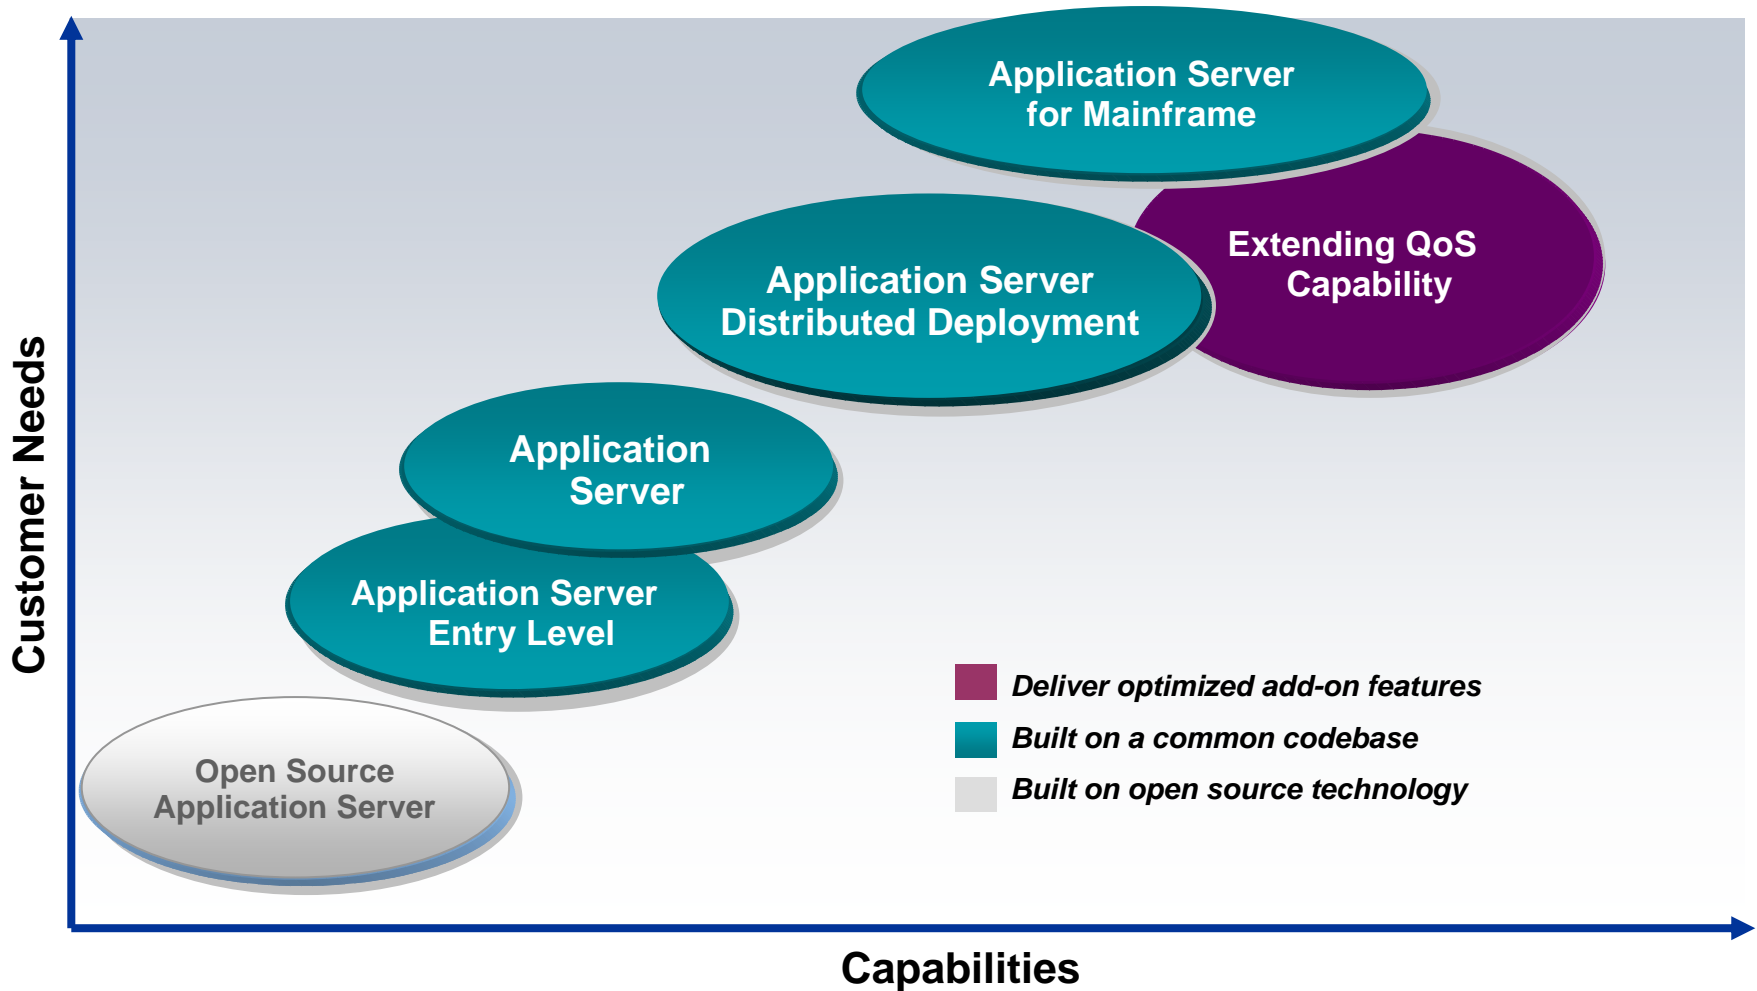 Application Server
for Mainframe
Extending QoS
Capability
Application Server
Distributed Deployment
Application
Server
Application Server
Entry Level
Open Source
Application Server
Customer Needs
Deliver optimized add-on features
Built on a common codebase
Built on open source technology
Capabilities